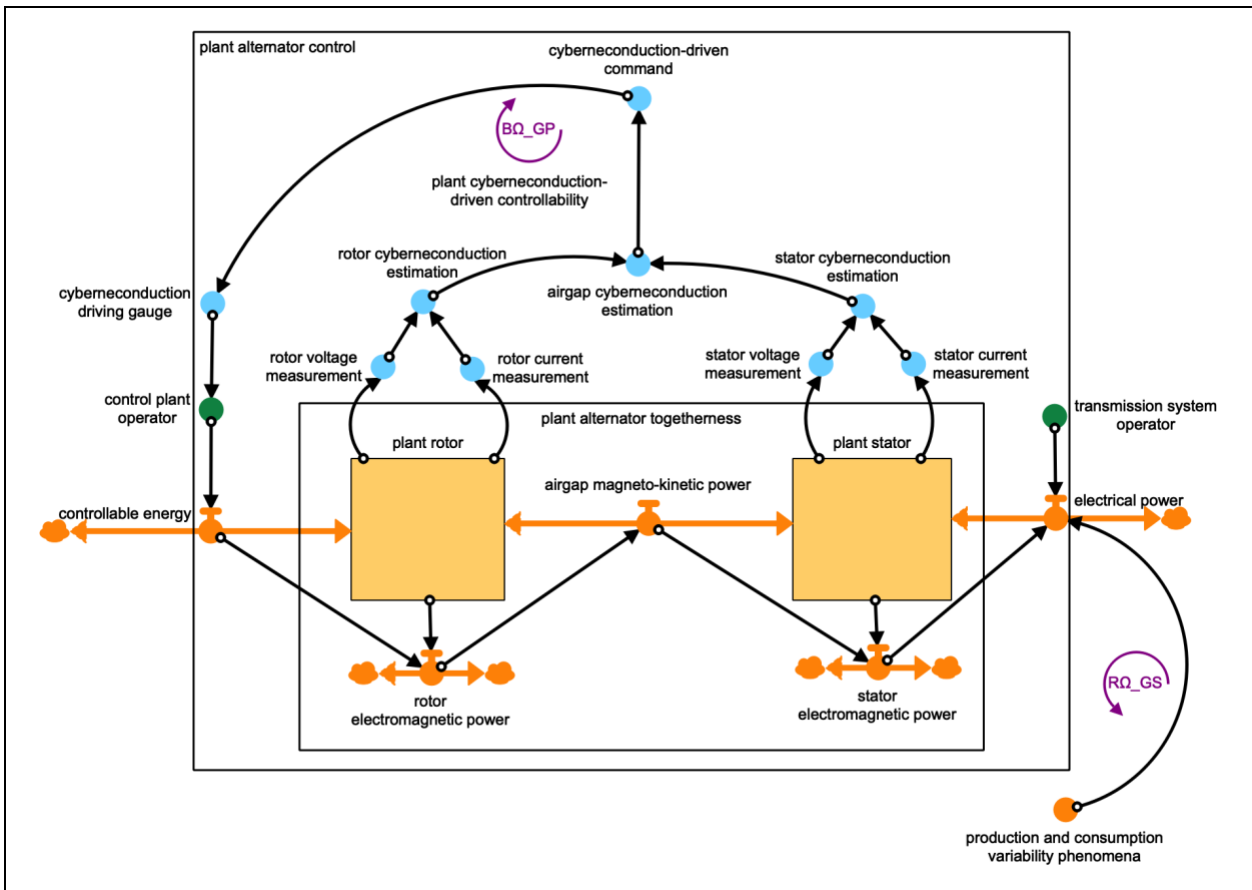 plant alternator control
cyberneconduction-driven
command
BΩ_GP
plant cyberneconduction-
driven controllability
rotor cyberneconduction
estimation
stator cyberneconduction
estimation
airgap cyberneconduction
estimation
cyberneconduction
driving gauge
rotor voltage
measurement
rotor current
measurement
stator voltage
measurement
stator current
measurement
control plant
operator
plant alternator togetherness
transmission system
operator
plant rotor
plant stator
airgap magneto-kinetic power
controllable energy
electrical power
rotor
electromagnetic power
stator
electromagnetic power
RΩ_GS
production and consumption
variability phenomena